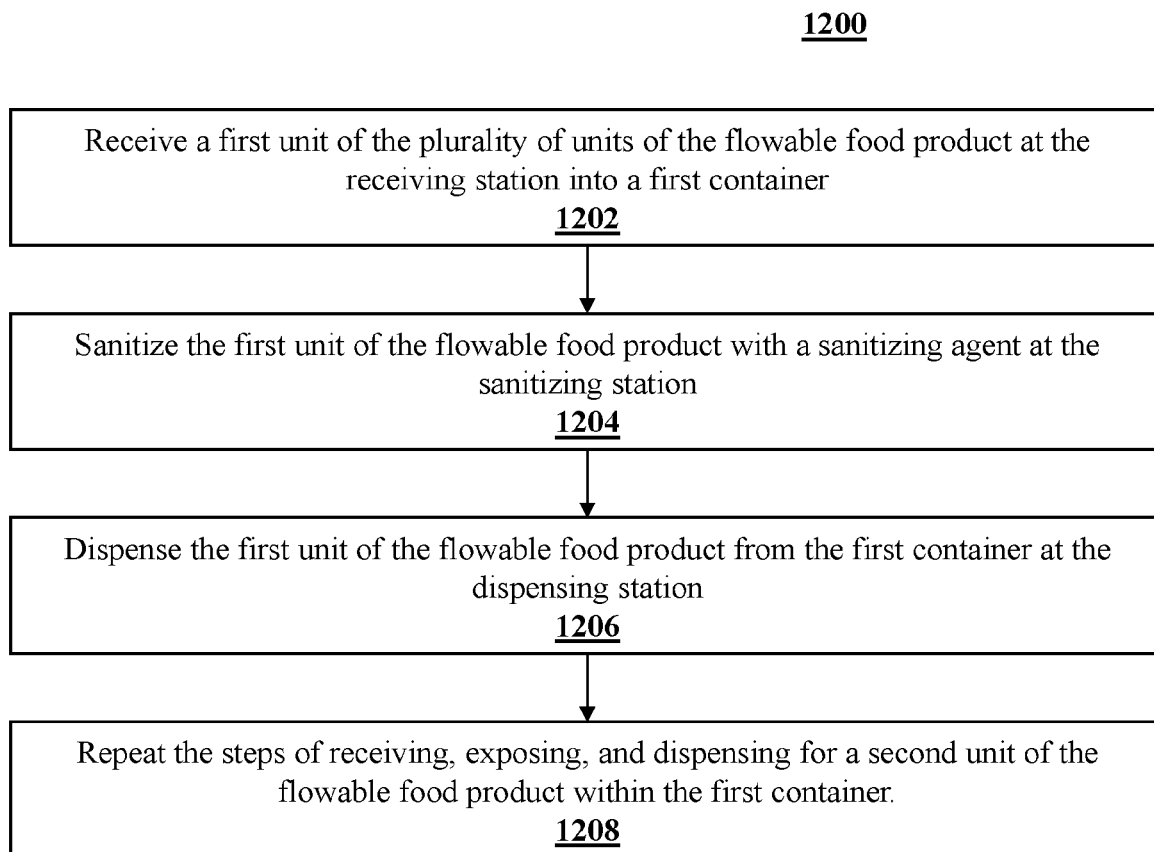 1200
Receive a first unit of the plurality of units of the flowable food product at the
receiving station into a first container
1202
Sanitize the first unit of the flowable food product with a sanitizing agent at the
sanitizing station
1204
Dispense the first unit of the flowable food product from the first container at the
dispensing station
1206
Repeat the steps of receiving, exposing, and dispensing for a second unit of the
flowable food product within the first container.
1208